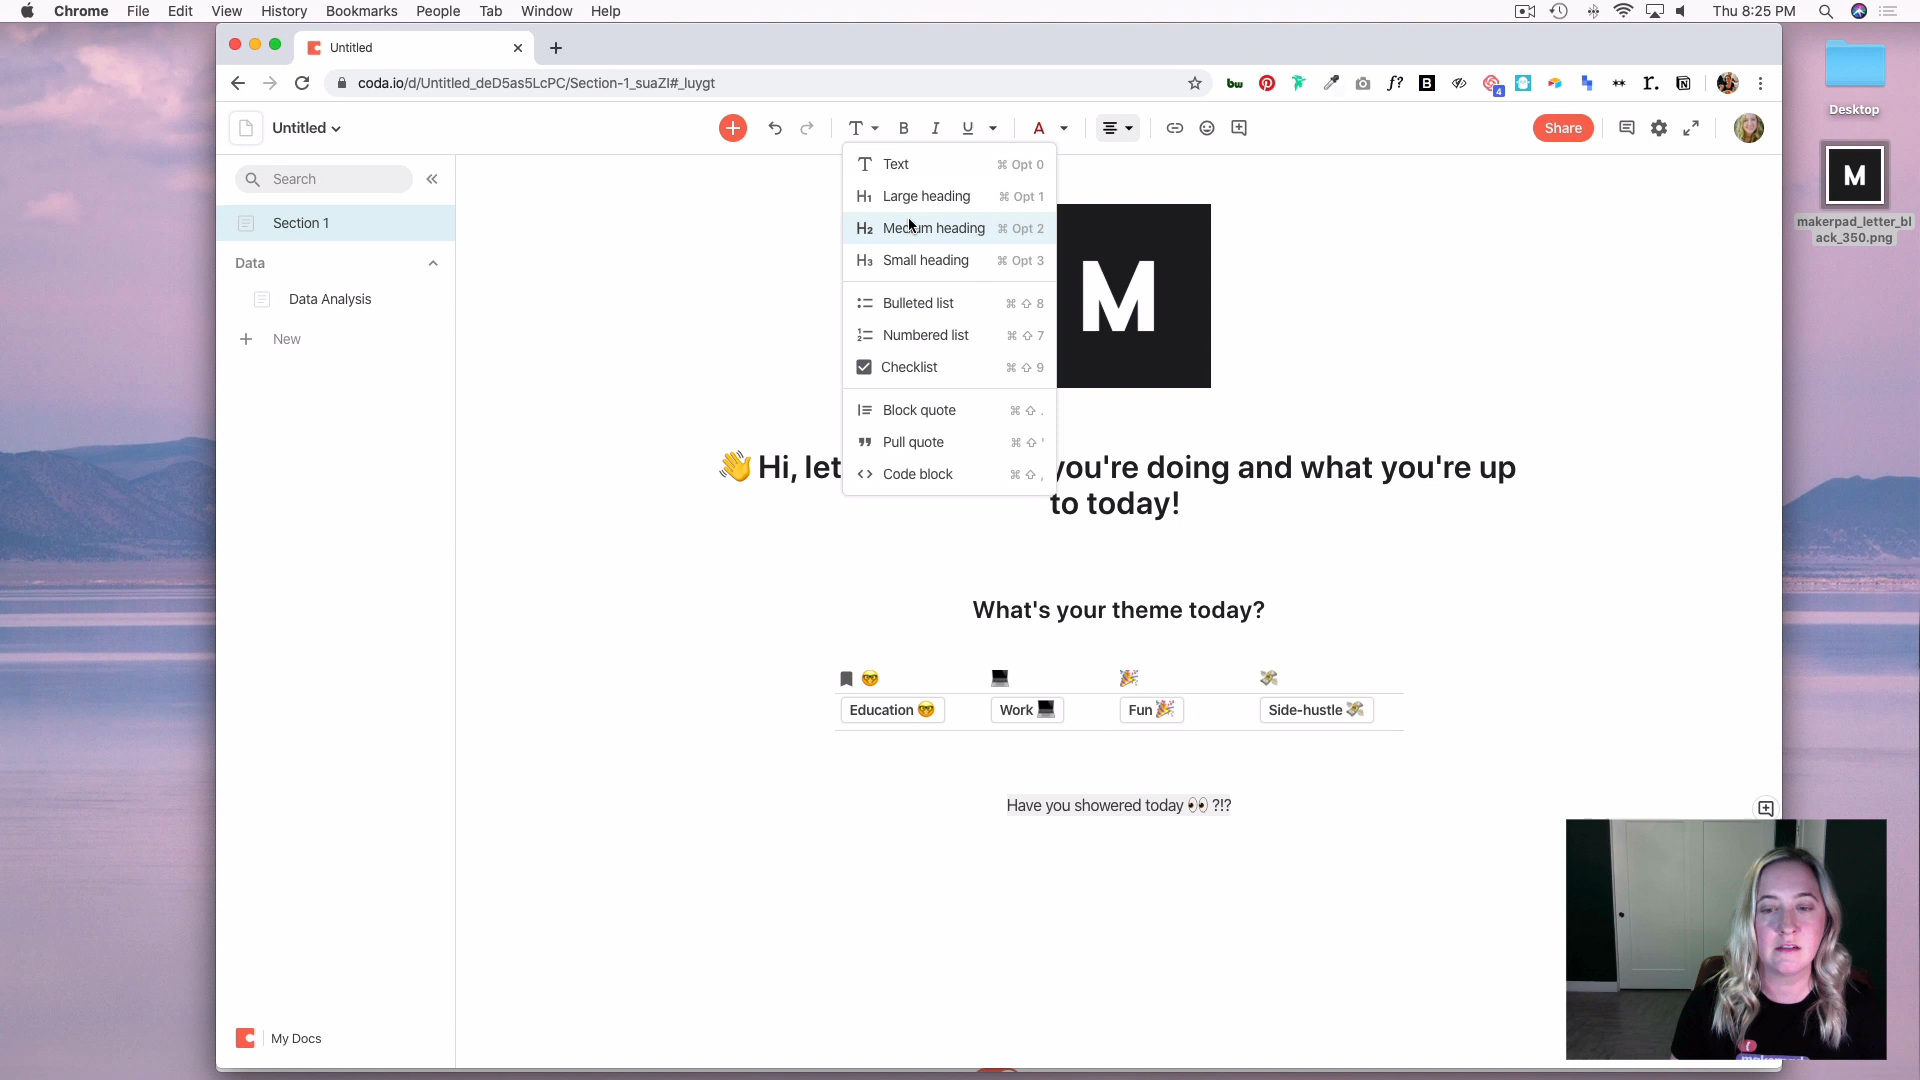 Chrome File Edit View History Bookmarks People Tab Window Help Thu 8:25 PM
Untitled
coda.io/d/Untitled_deD5as5LcPC/Section-1_suaZI#_luygt
Untitled
Share
Desktop
makerpad_letter_bl
ack_350.png
Search
Section 1
Data
Data Analysis
New
Text ⌘ Opt 0
H1 Large heading ⌘ Opt 1
H2 Medium heading ⌘ Opt 2
H3 Small heading ⌘ Opt 3
Bulleted list ⌘ ⇧ 8
Numbered list ⌘ ⇧ 7
Checklist ⌘ ⇧ 9
Block quote ⌘ ⇧ .
Pull quote ⌘ ⇧ '
Code block ⌘ ⇧ ,
M
M
👋 Hi, let you're doing and what you're up
to today!
What's your theme today?
🤓 💻 🎉 💸
Education 🤓 Work 💻 Fun 🎉 Side-hustle 💸
Have you showered today 👀 ?!?
My Docs